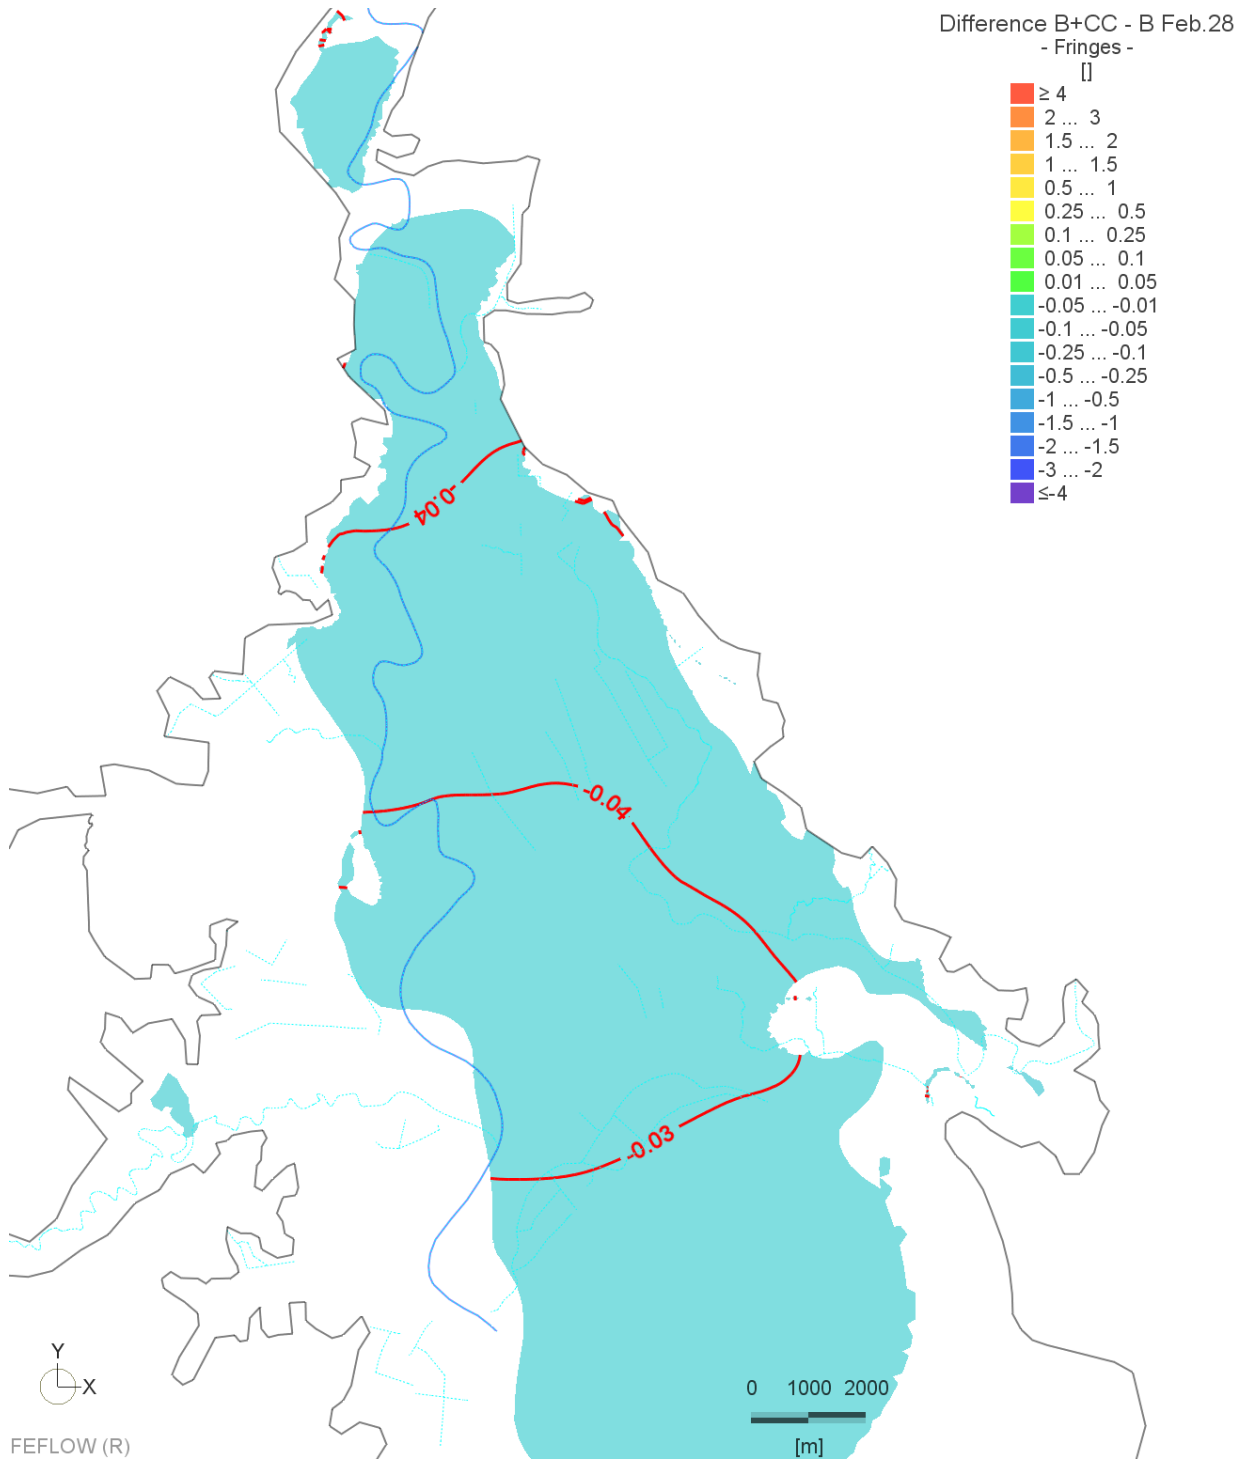 Difference B+CC - B Feb.28
- Fringes -
[]
≥ 4
2 ... 3
1.5 ... 2
1 ... 1.5
0.5 ... 1
0.25 ... 0.5
0.1 ... 0.25
0.05 ... 0.1
0.01 ... 0.05
-0.05 ... -0.01
-0.1 ... -0.05
-0.25 ... -0.1
-0.5 ... -0.25
-1 ... -0.5
-1.5 ... -1
-2 ... -1.5
-3 ... -2
≤-4
-0.04
-0.04
-0.03
Y
X
0 1000 2000
[m]
FEFLOW (R)